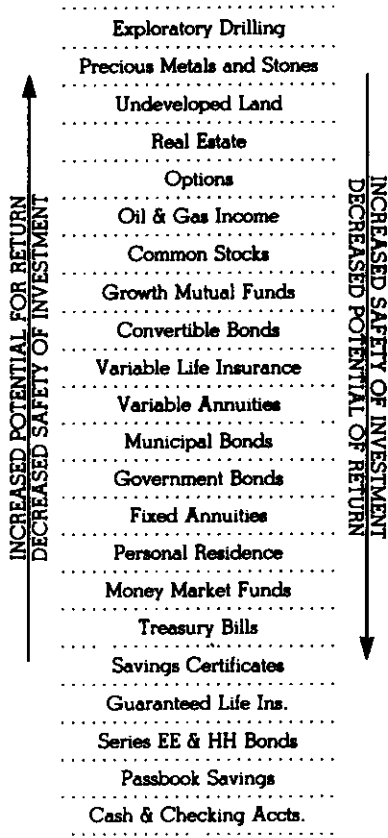 Exploratory Drilling
Precious Metals and Stones
Undeveloped Land
Real Estate
Options
Oil & Gas Income
Common Stocks
Growth Mutual Funds
Convertible Bonds
Variable Life Insurance
Variable Annuities
Municipal Bonds
Government Bonds
Fixed Annuities
Personal Residence
Money Market Funds
Treasury Bills
Savings Certificates
Guaranteed Life Ins.
Series EE & HH Bonds
Passbook Savings
Cash & Checking Accts.
INCREASED POTENTIAL FOR RETURN
DECREASED SAFETY OF INVESTMENT
INCREASED SAFETY OF INVESTMENT
DECREASED POTENTIAL OF RETURN